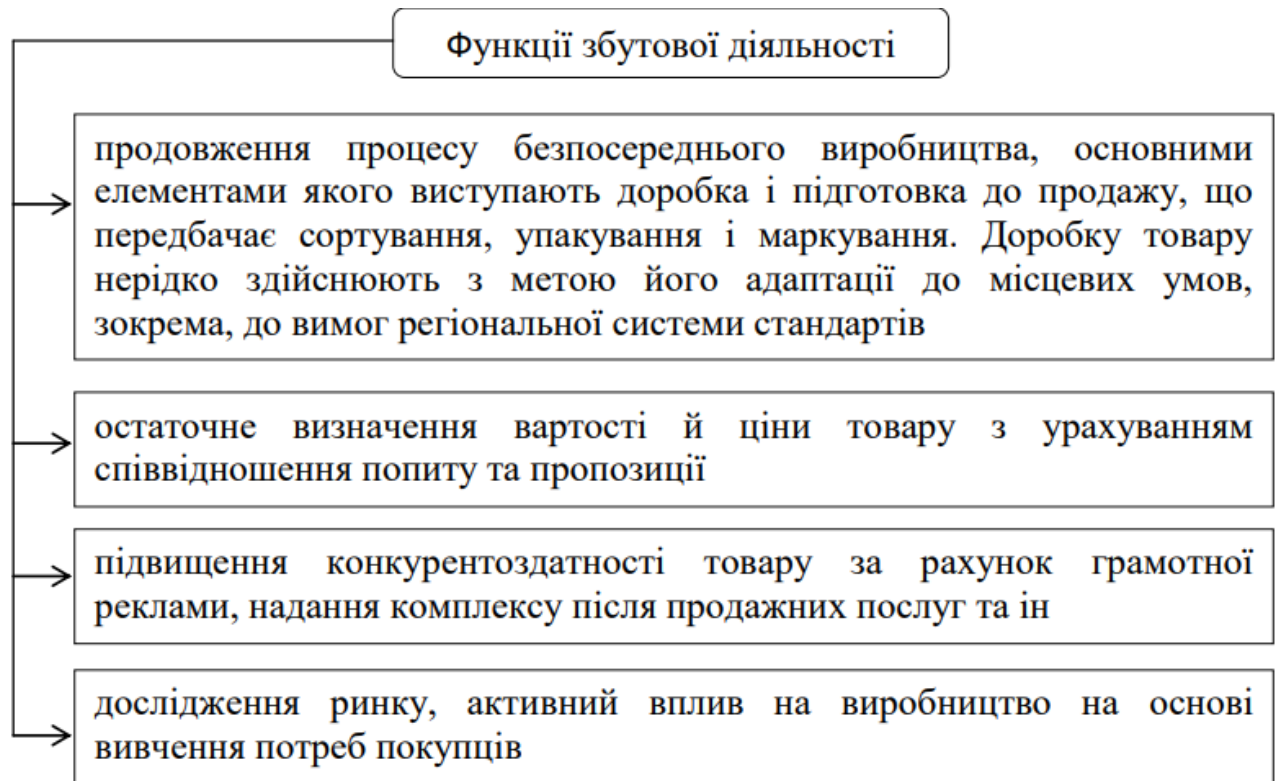 Функції збутової діяльності
продовження процесу безпосереднього виробництва, основними
елементами якого виступають доробка і підготовка до продажу, що
передбачає сортування, упакування і маркування. Доробку товару
нерідко здійснюють з метою його адаптації до місцевих умов,
зокрема, до вимог регіональної системи стандартів
остаточне визначення вартості й ціни товару з урахуванням
співвідношення попиту та пропозиції
підвищення конкурентоздатності товару за рахунок грамотної
реклами, надання комплексу після продажних послуг та ін
дослідження ринку, активний вплив на виробництво на основі
вивчення потреб покупців